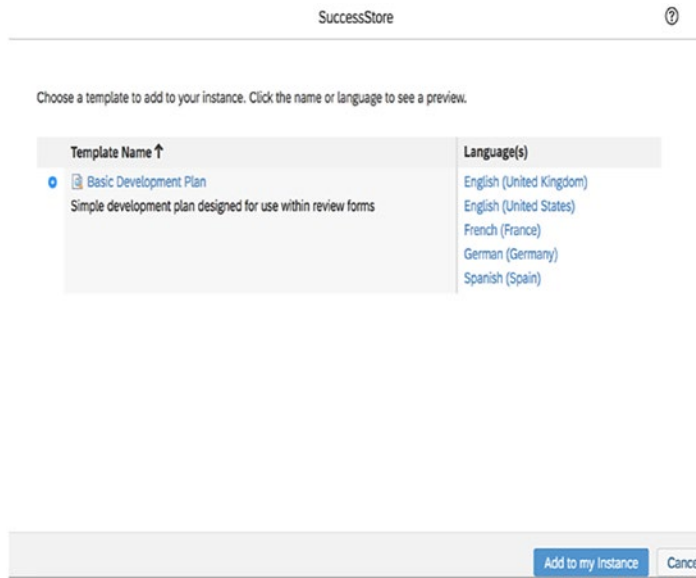 SuccessStore
Choose a template to add to your instance. Click the name or language to see a preview.
Template Name ↑ Language(s)
Basic Development Plan English (United Kingdom)
Simple development plan designed for use within review forms English (United States)
French (France)
German (Germany)
Spanish (Spain)
Add to my Instance Cance